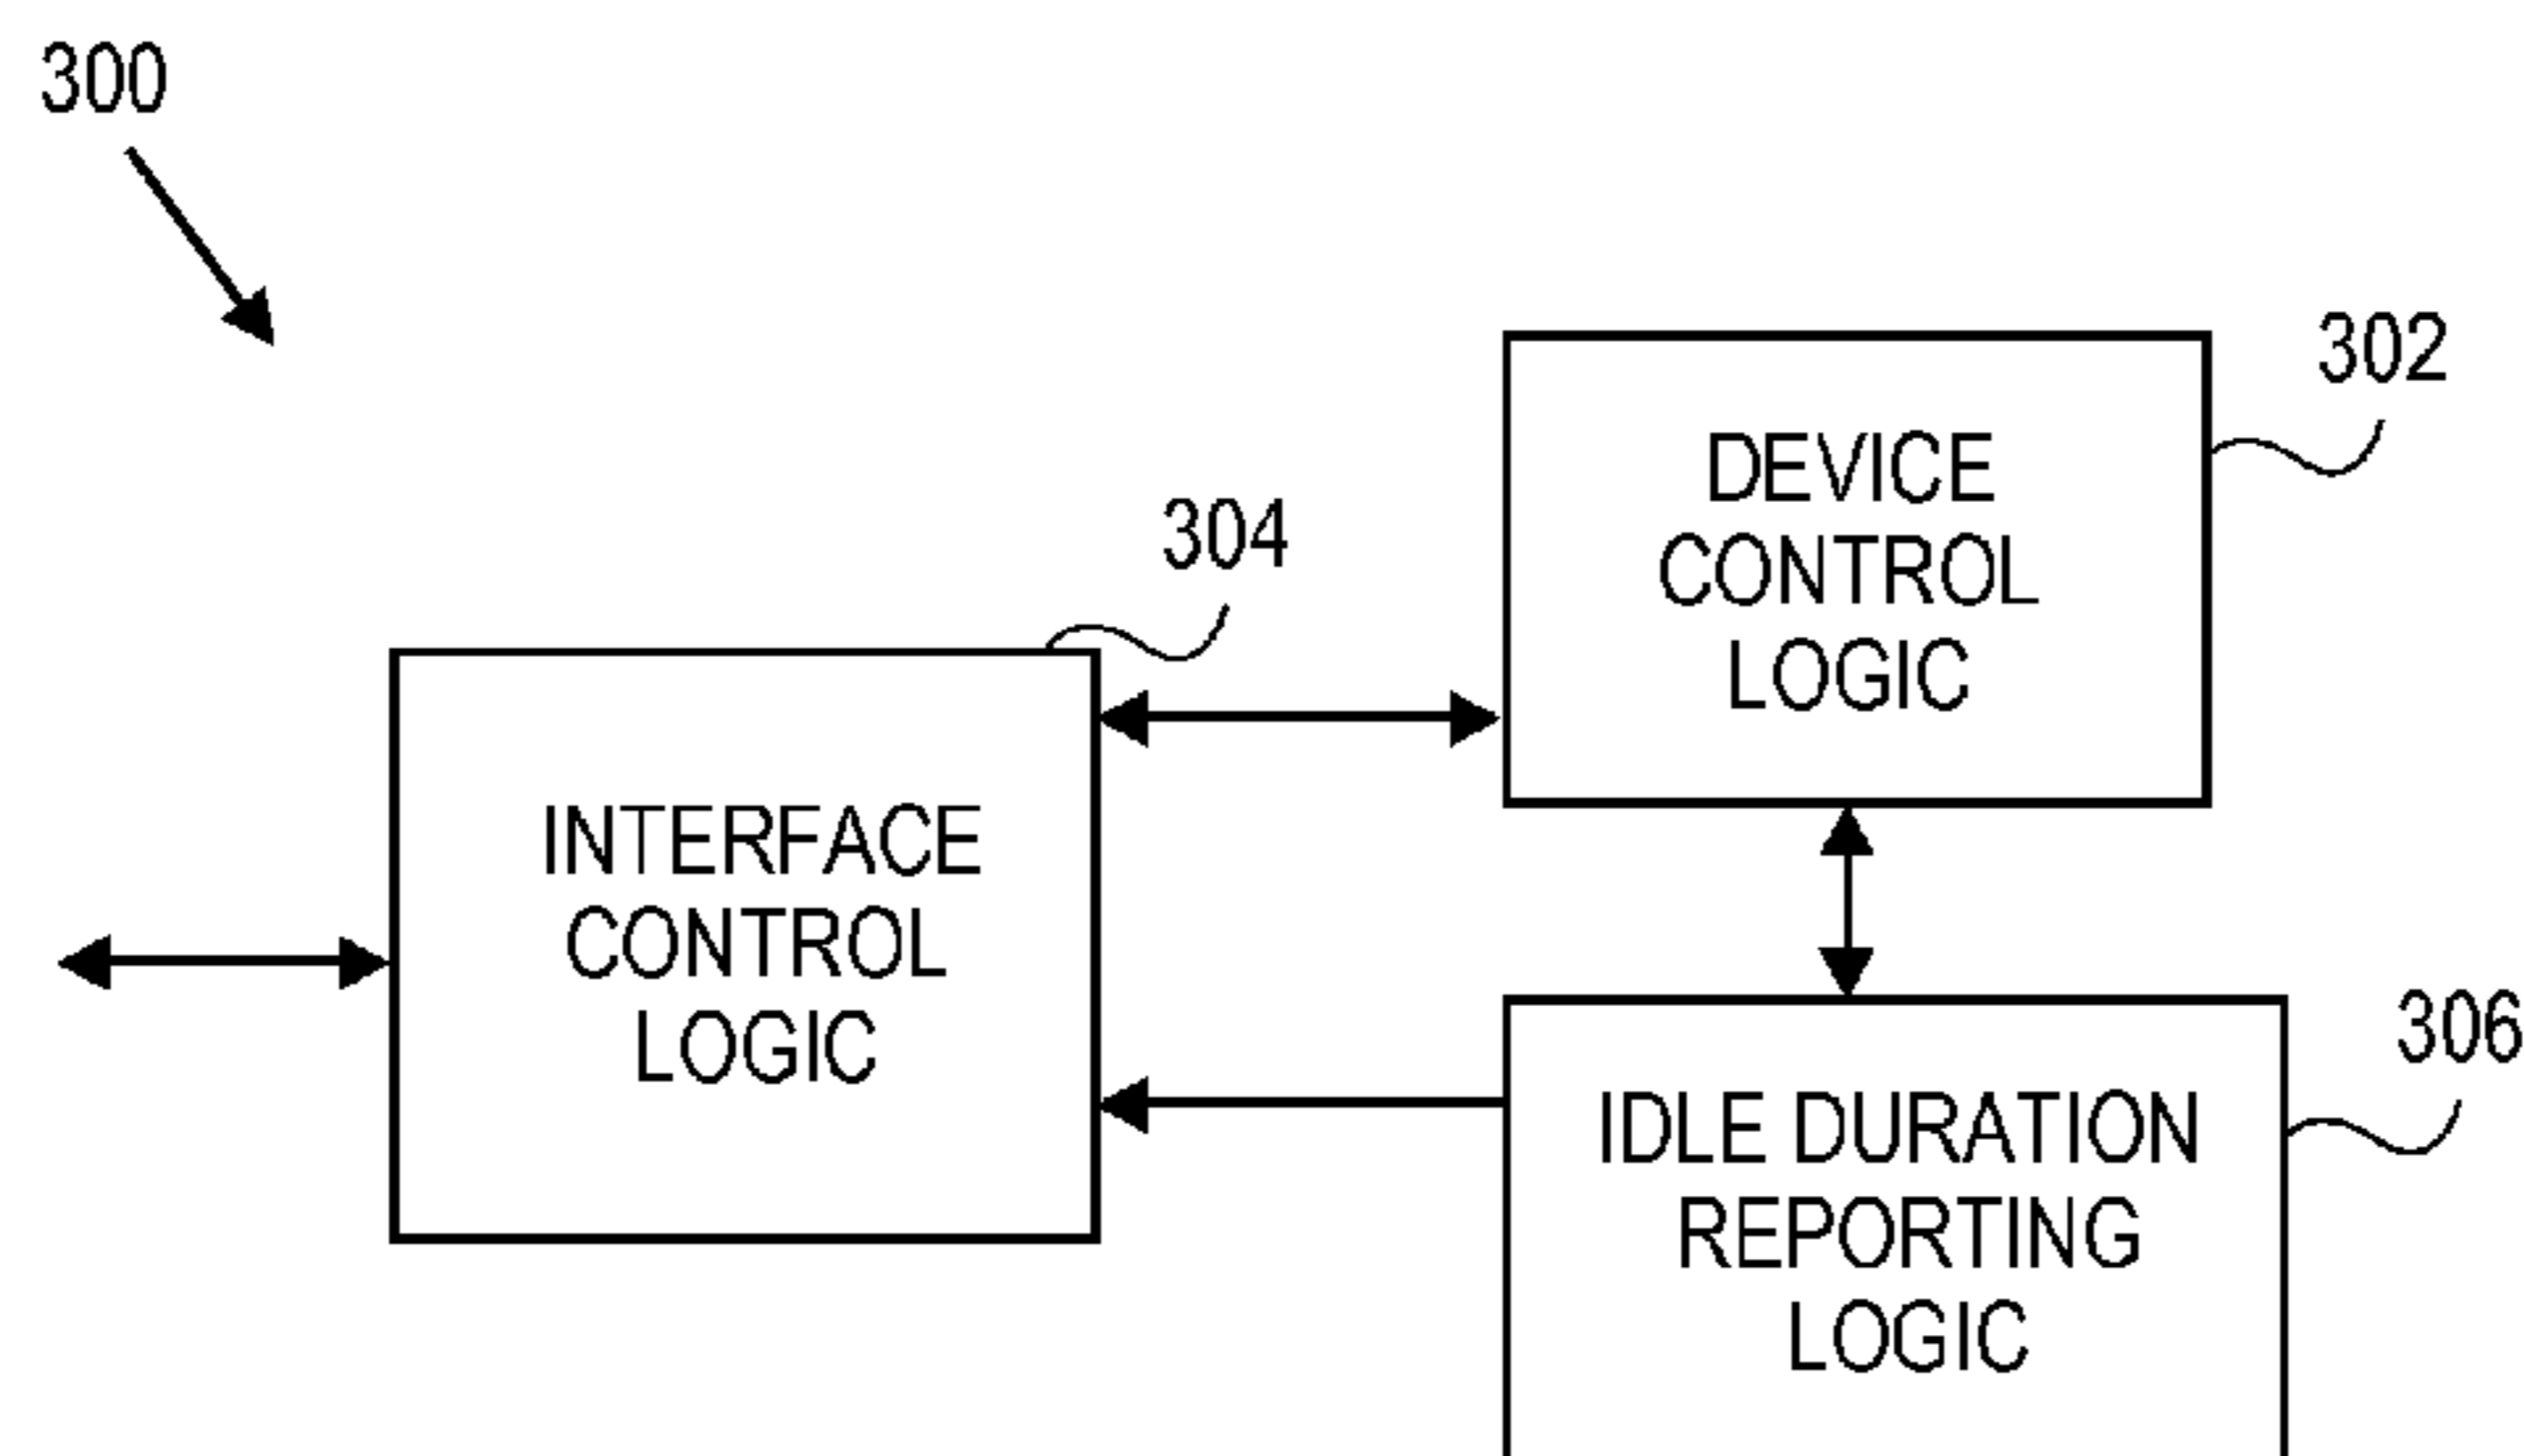 300
302
DEVICE
CONTROL
LOGIC
304
INTERFACE
CONTROL
LOGIC
306
IDLE DURATION
REPORTING
LOGIC